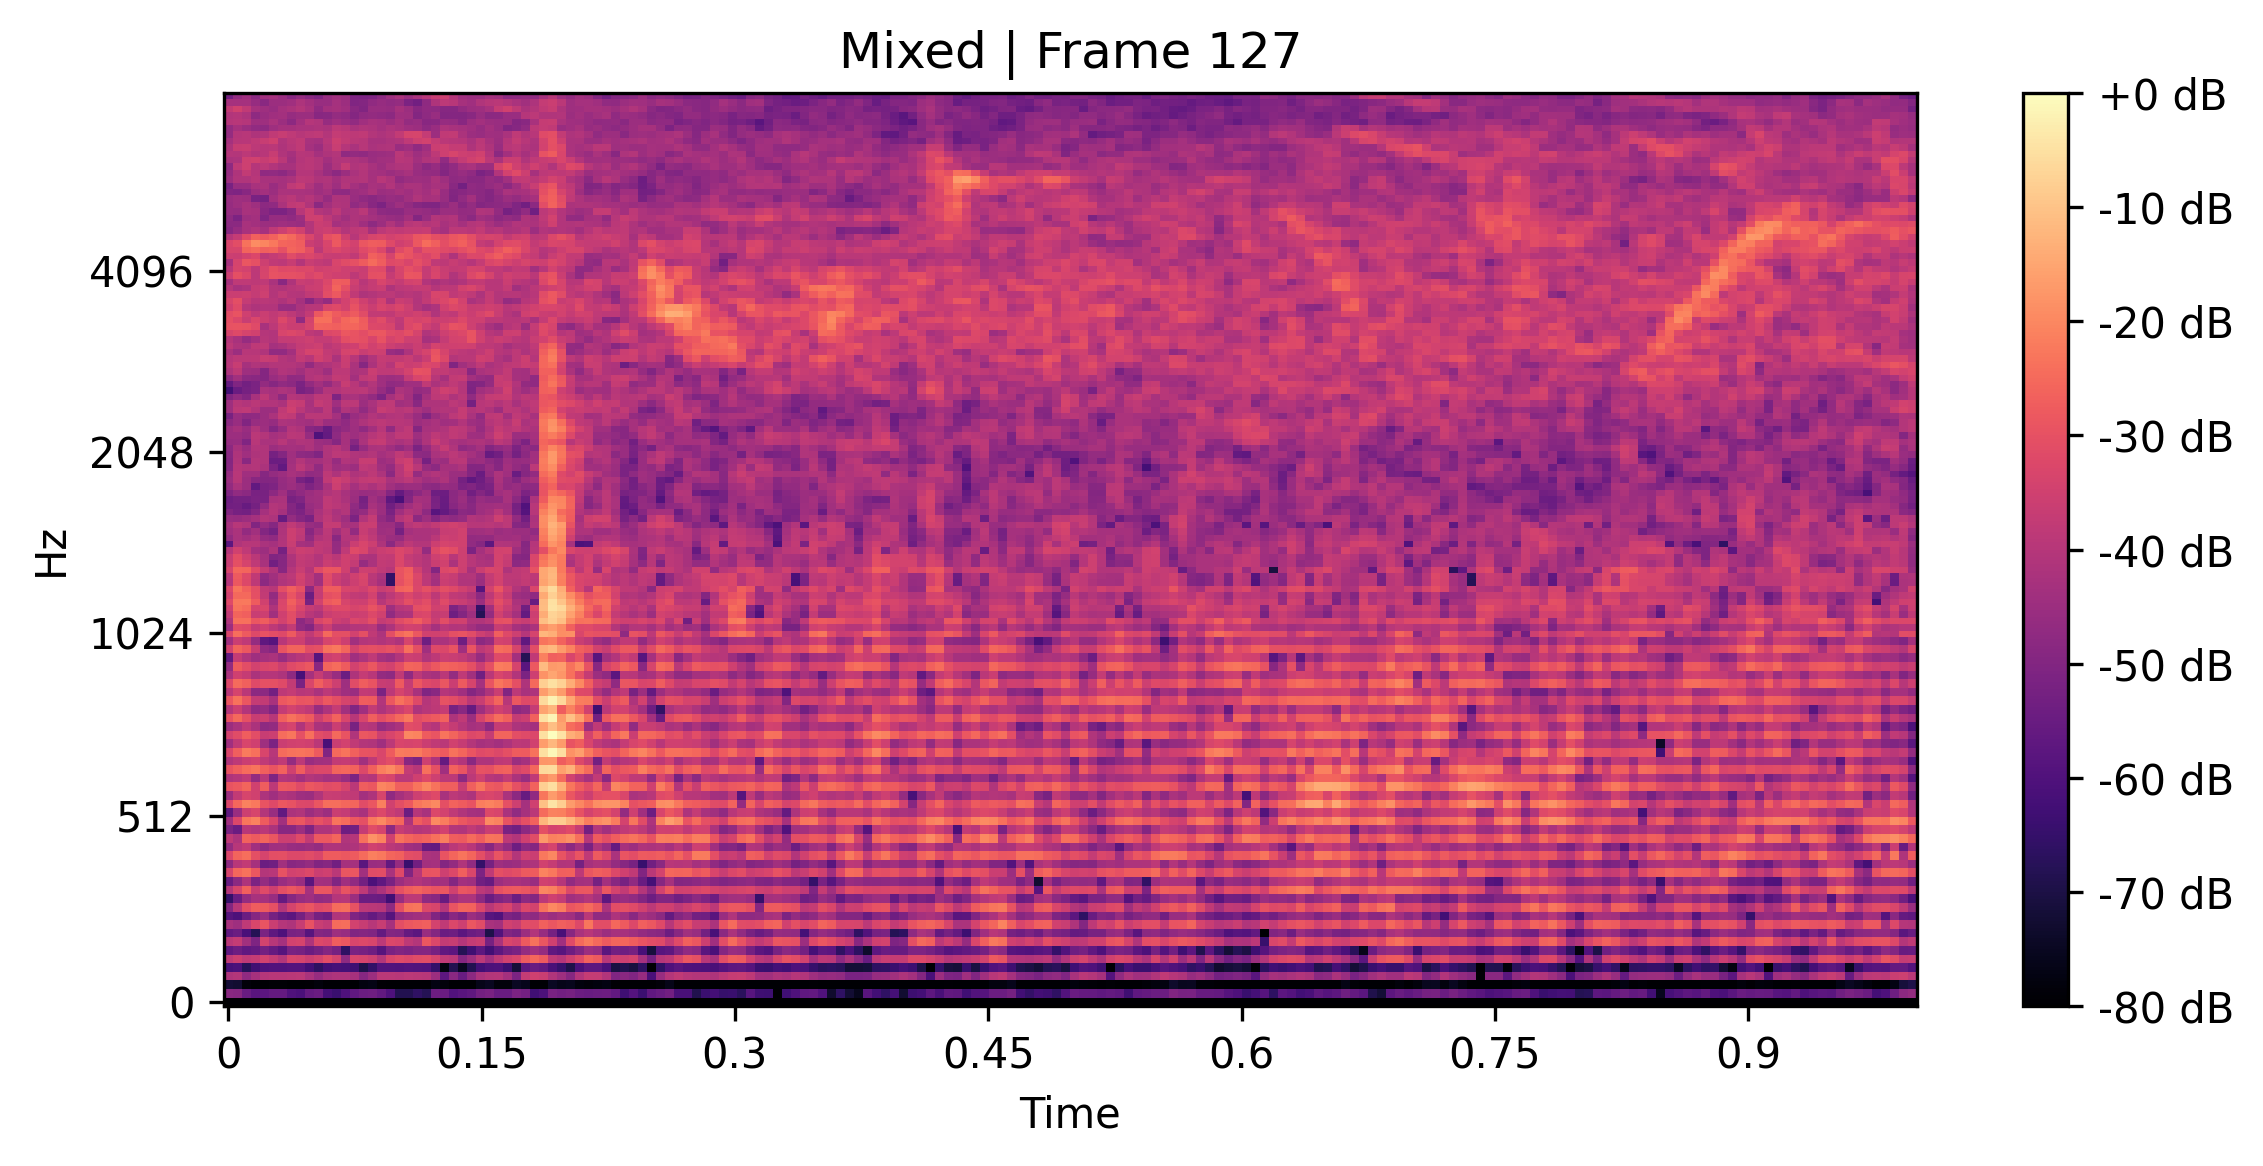 Mixed | Frame 127
Hz
4096
2048
1024
512
0
0 0.15 0.3 0.45 0.6 0.75 0.9
Time
+0 dB
-10 dB
-20 dB
-30 dB
-40 dB
-50 dB
-60 dB
-70 dB
-80 dB